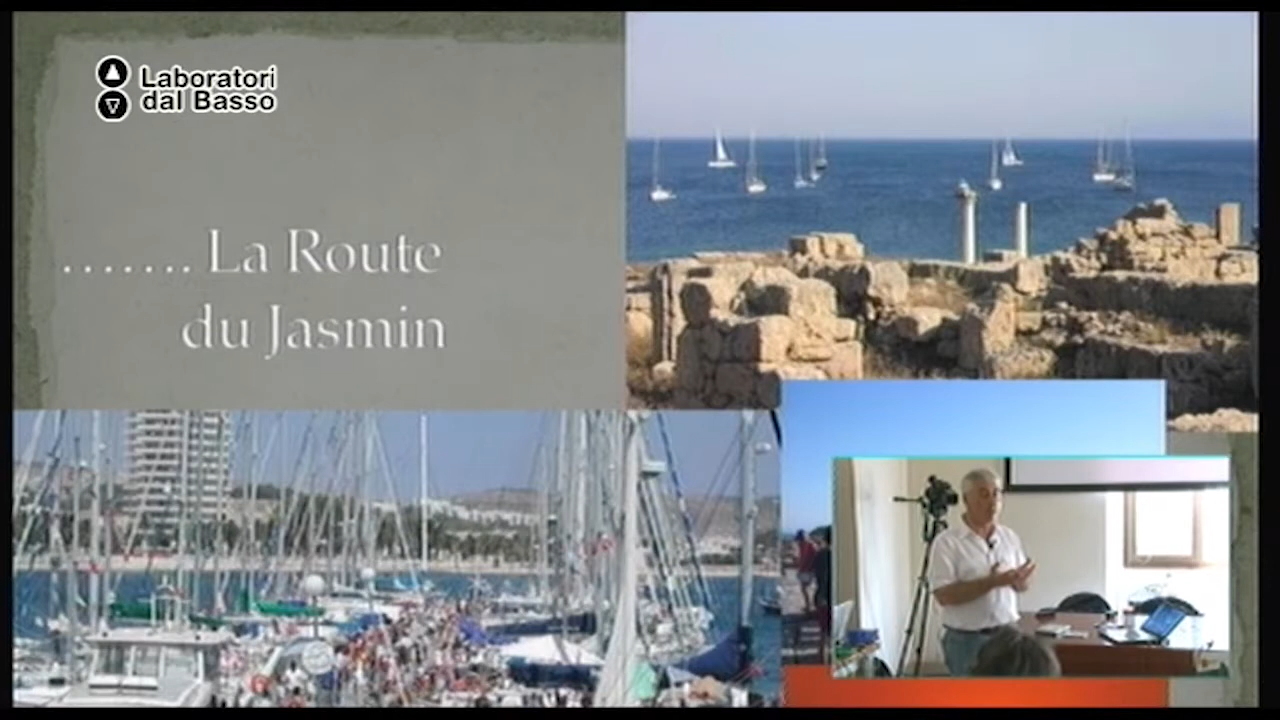 Laboratori
dal Basso
....... La Route
du Jasmin